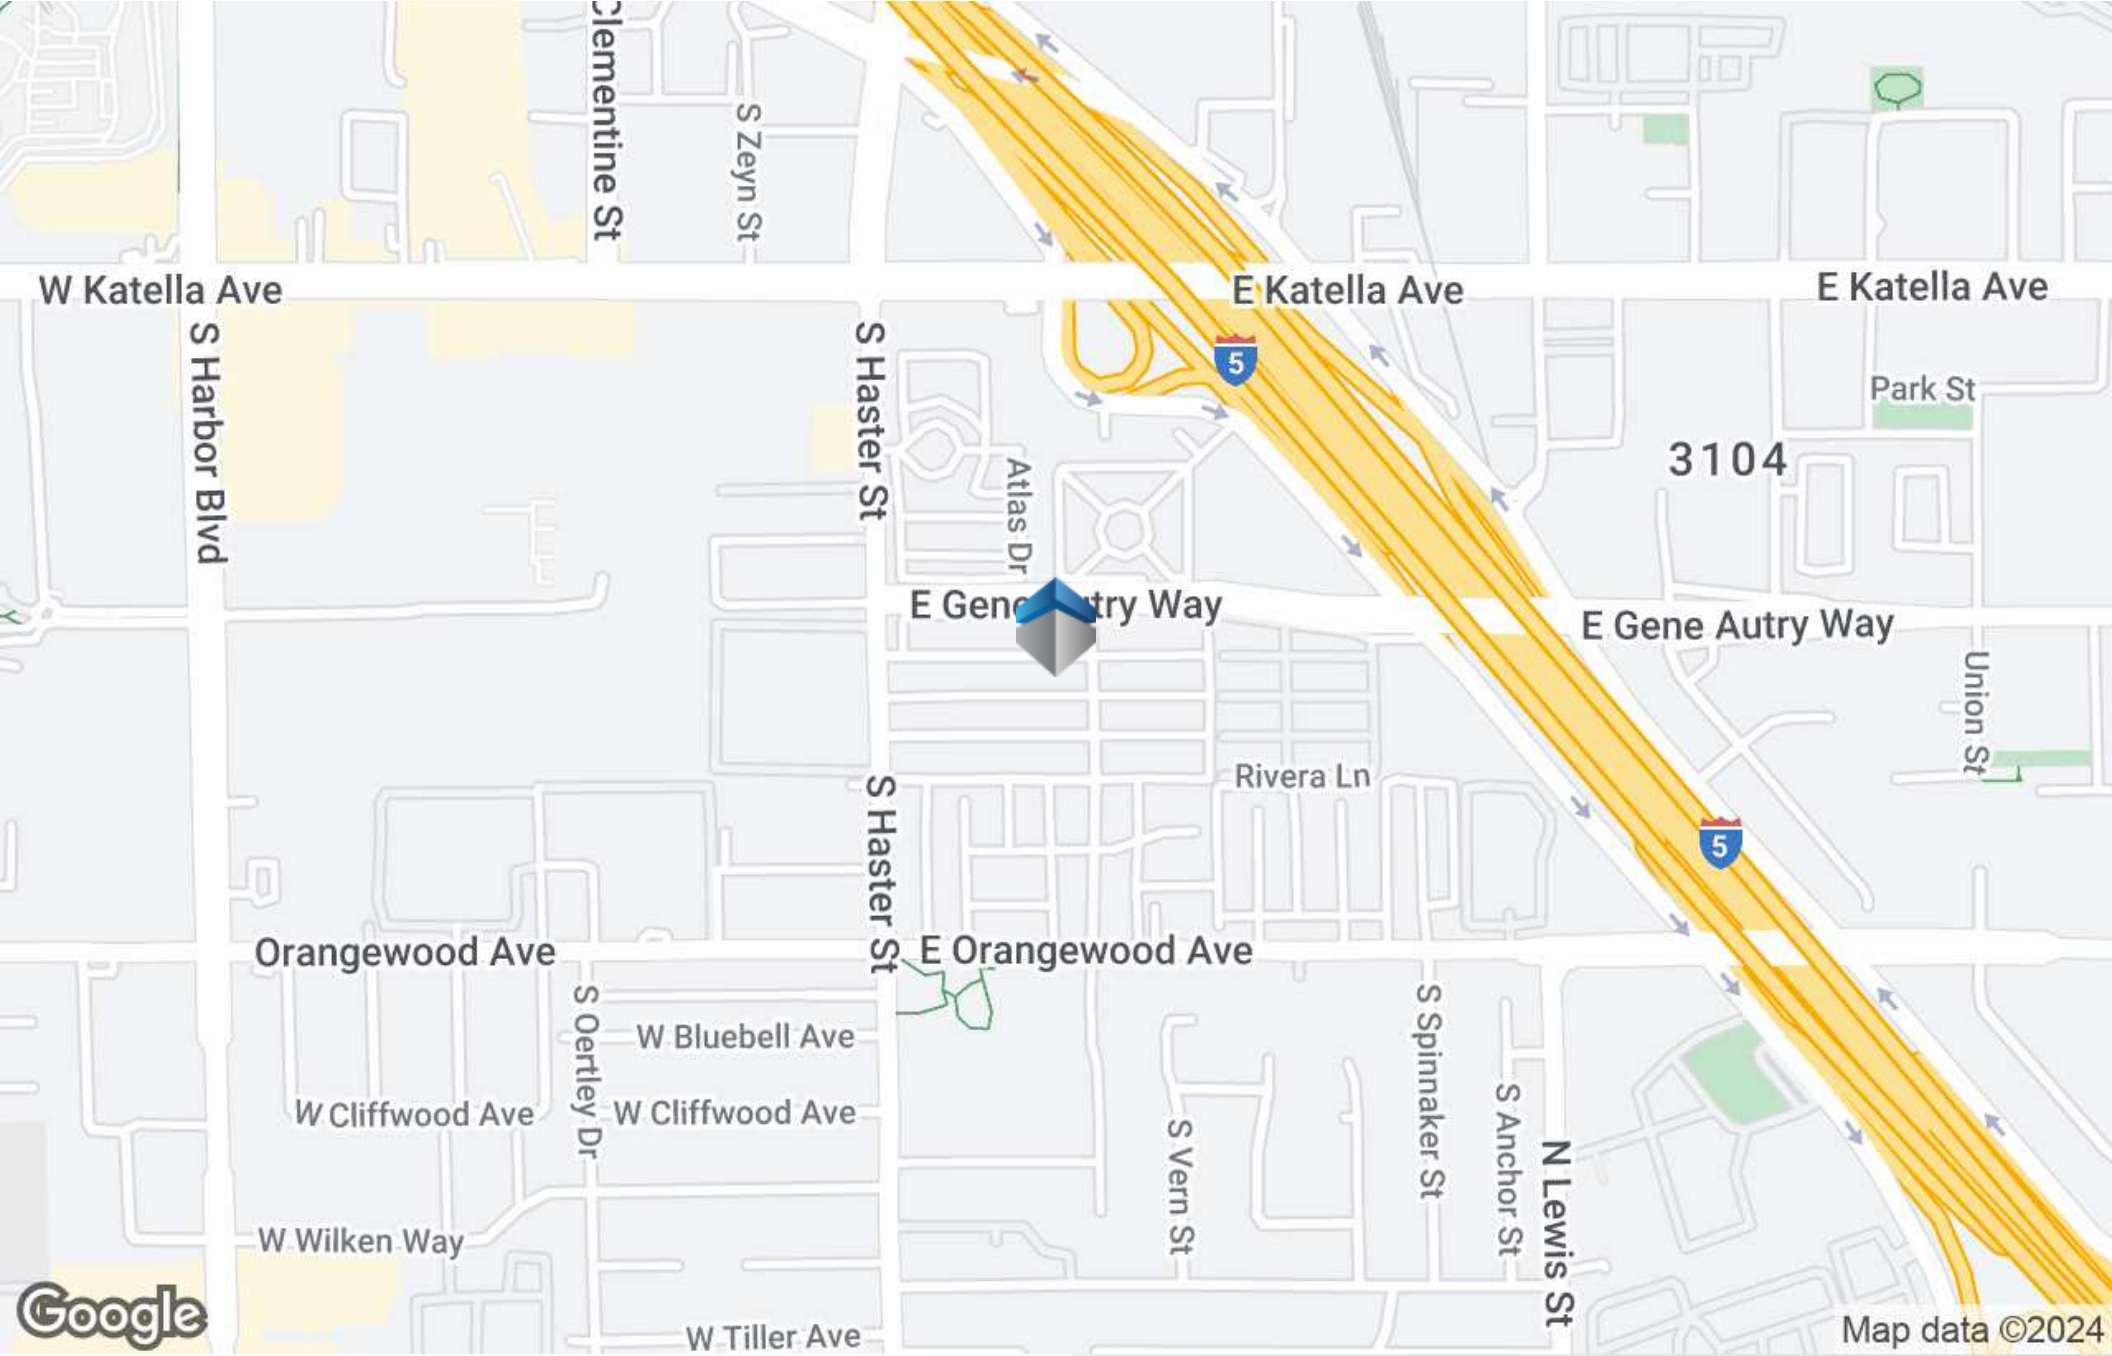 Clementine St
S Zeyn St
W Katella Ave
E Katella Ave
E Katella Ave
S Harbor Blvd
S Haster St
5
Park St
3104
Atlas Dr
E Gene Autry Way
E Gene Autry Way
Union St
Rivera Ln
S Haster St
5
Orangewood Ave
E Orangewood Ave
S Oertley Dr
W Bluebell Ave
S Spinnaker St
W Cliffwood Ave
W Cliffwood Ave
S Vern St
S Anchor St
N Lewis St
W Wilken Way
Google
W Tiller Ave
Map data ©2024